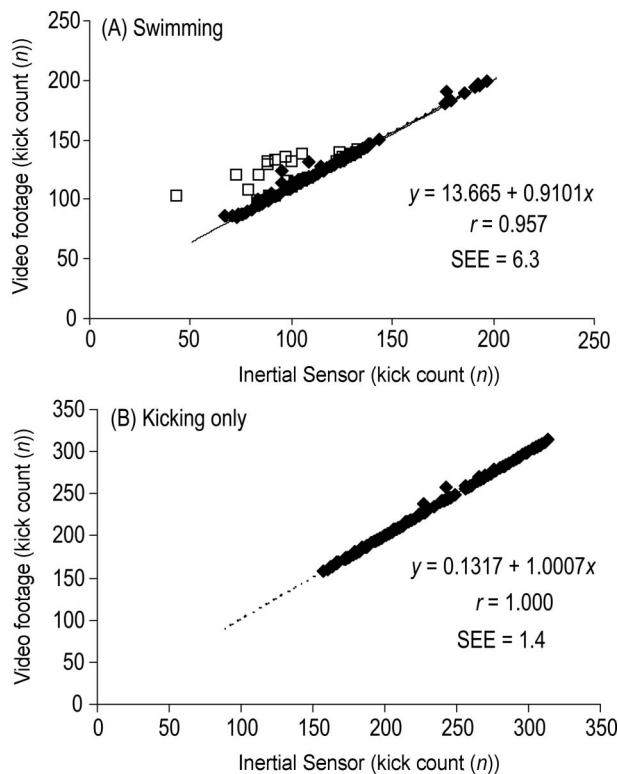 (A) Swimming
Video footage (kick count (n))
250
200
150
100
50
0
y = 13.665 + 0.9101x
r = 0.957
SEE = 6.3
0 50 100 150 200 250
Inertial Sensor (kick count (n))
(B) Kicking only
Video footage (kick count (n))
350
300
250
200
150
100
50
0
y = 0.1317 + 1.0007x
r = 1.000
SEE = 1.4
0 50 100 150 200 250 300 350
Inertial Sensor (kick count (n))